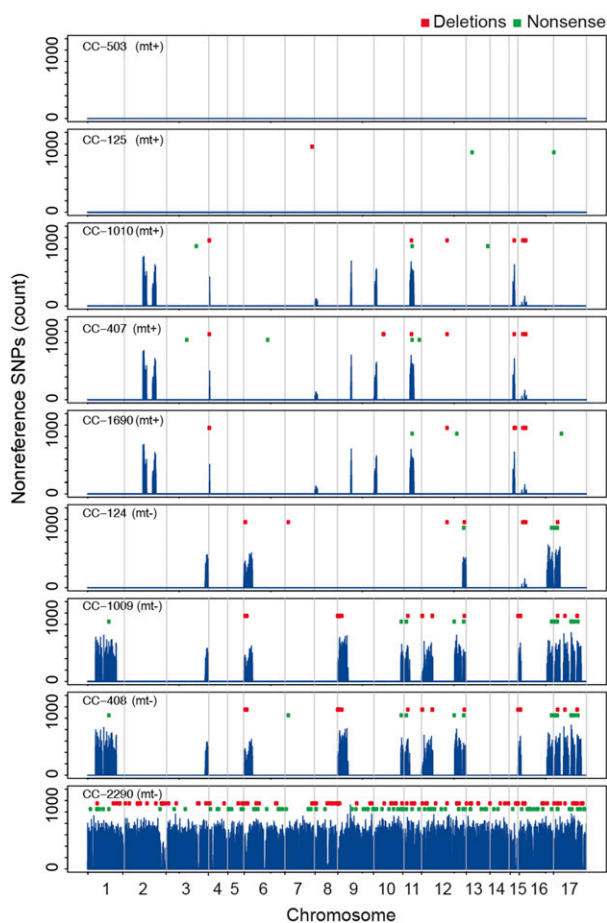 Deletions Nonsense
Nonreference SNPs (count)
CC-503 (mt+)
1000
0
CC-125 (mt+)
1000
0
CC-1010 (mt+)
1000
0
CC-407 (mt+)
1000
0
CC-1690 (mt+)
1000
0
CC-124 (mt-)
1000
0
CC-1009 (mt-)
1000
0
CC-408 (mt-)
1000
0
CC-2290 (mt-)
1000
0
1 2 3 4 5 6 7 8 9 10 11 12 13 14 15 16 17
Chromosome